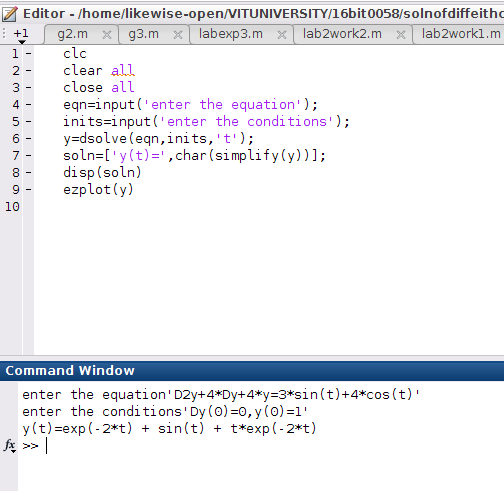 Editor - /home/likewise-open/VITUNIVERSITY/16bit0058/solnofdiffeithc
+1 g2.m × g3.m × labexp3.m × lab2work2.m × lab2work1.m
1 - clc
2 - clear all
3 - close all
4 - eqn=input('enter the equation');
5 - inits=input('enter the conditions');
6 - y=dsolve(eqn,inits,'t');
7 - soln=['y(t)=',char(simplify(y))];
8 - disp(soln)
9 - ezplot(y)
10
Command Window
enter the equation'D2y+4*Dy+4*y=3*sin(t)+4*cos(t)'
enter the conditions'Dy(0)=0,y(0)=1'
y(t)=exp(-2*t) + sin(t) + t*exp(-2*t)
fx >>